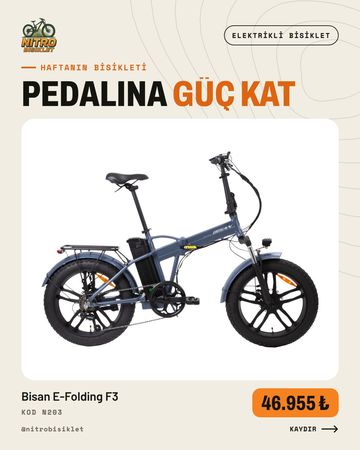 NITRO
BISIKLET
ELEKTRİKLİ BİSİKLET
HAFTANIN BİSİKLETİ
PEDALINA GÜÇ KAT
BISAN
Bisan E-Folding F3
KOD N203
46.955 ₺
@nitrobisiklet
KAYDIR